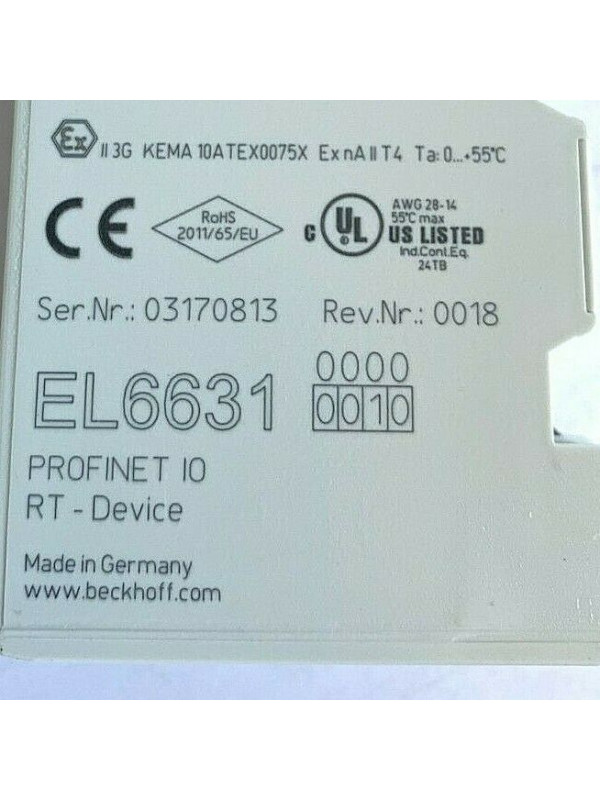 Ex II 3G KEMA 10ATEX0075X Ex nA II T4 Ta: 0...+55°C
CE
RoHS
2011/65/EU
C UL ® US LISTED
AWG 28-14
55°C max
Ind.Cont.Eq.
24TB
Ser.Nr.: 03170813 Rev.Nr.: 0018
EL6631
0000
0010
PROFINET IO
RT - Device
Made in Germany
www.beckhoff.com